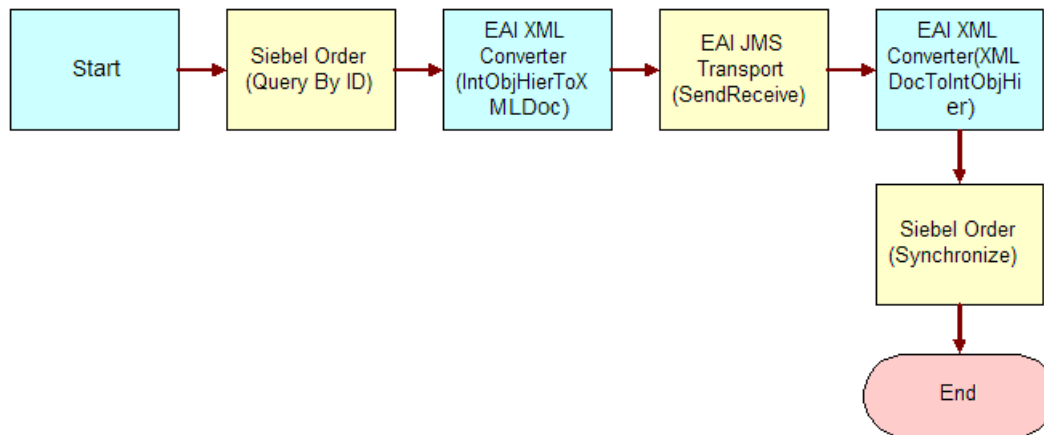 Start
Siebel Order
(Query By ID)
EAI XML
Converter
(IntObjHierToX
MLDoc)
EAI JMS
Transport
(SendReceive)
EAI XML
Converter(XML
DocToIntObjHi
er)
Siebel Order
(Synchronize)
End